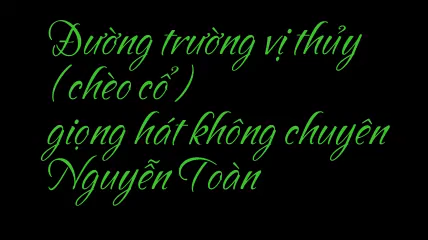 Đường trường vị thủy
( chèo cổ )
giọng hát không chuyên
Nguyễn Toàn